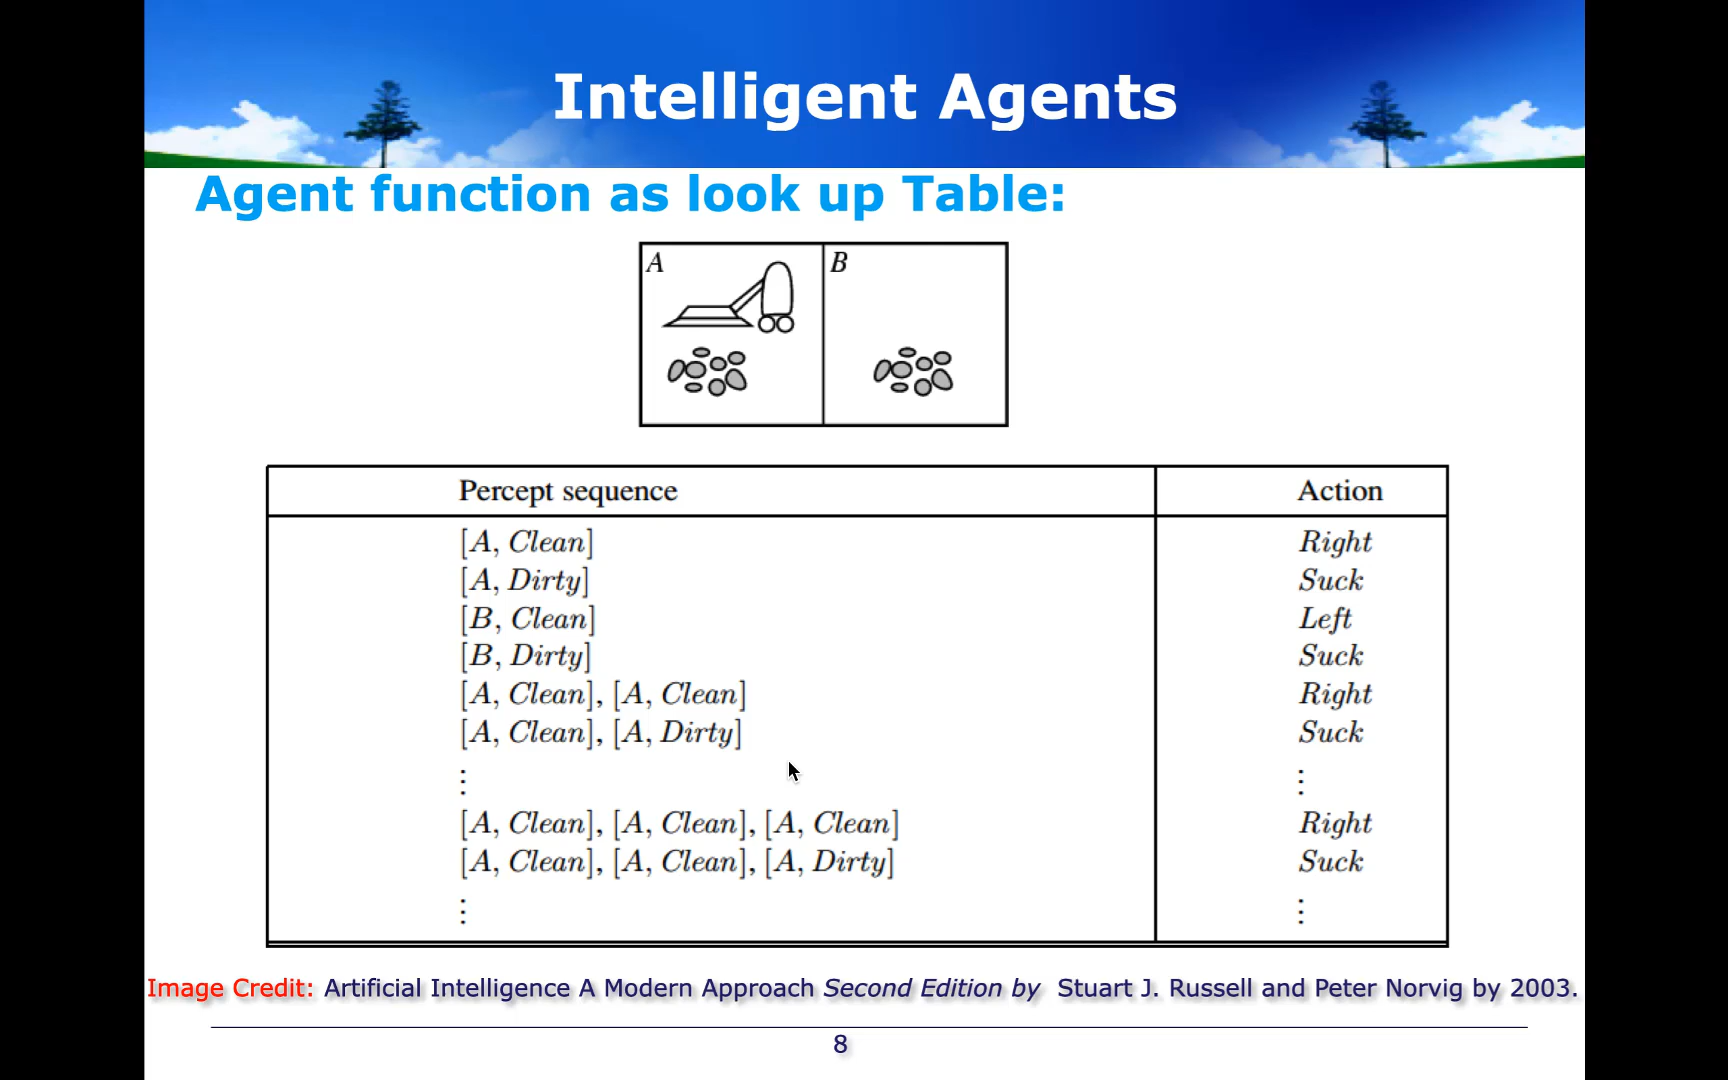 Intelligent Agents
Agent function as look up Table:
A B
Percept sequence Action
[A, Clean] Right
[A, Dirty] Suck
[B, Clean] Left
[B, Dirty] Suck
[A, Clean], [A, Clean] Right
[A, Clean], [A, Dirty] Suck
⋮ ⋮
[A, Clean], [A, Clean], [A, Clean] Right
[A, Clean], [A, Clean], [A, Dirty] Suck
⋮ ⋮
Image Credit: Artificial Intelligence A Modern Approach Second Edition by Stuart J. Russell and Peter Norvig by 2003.
8